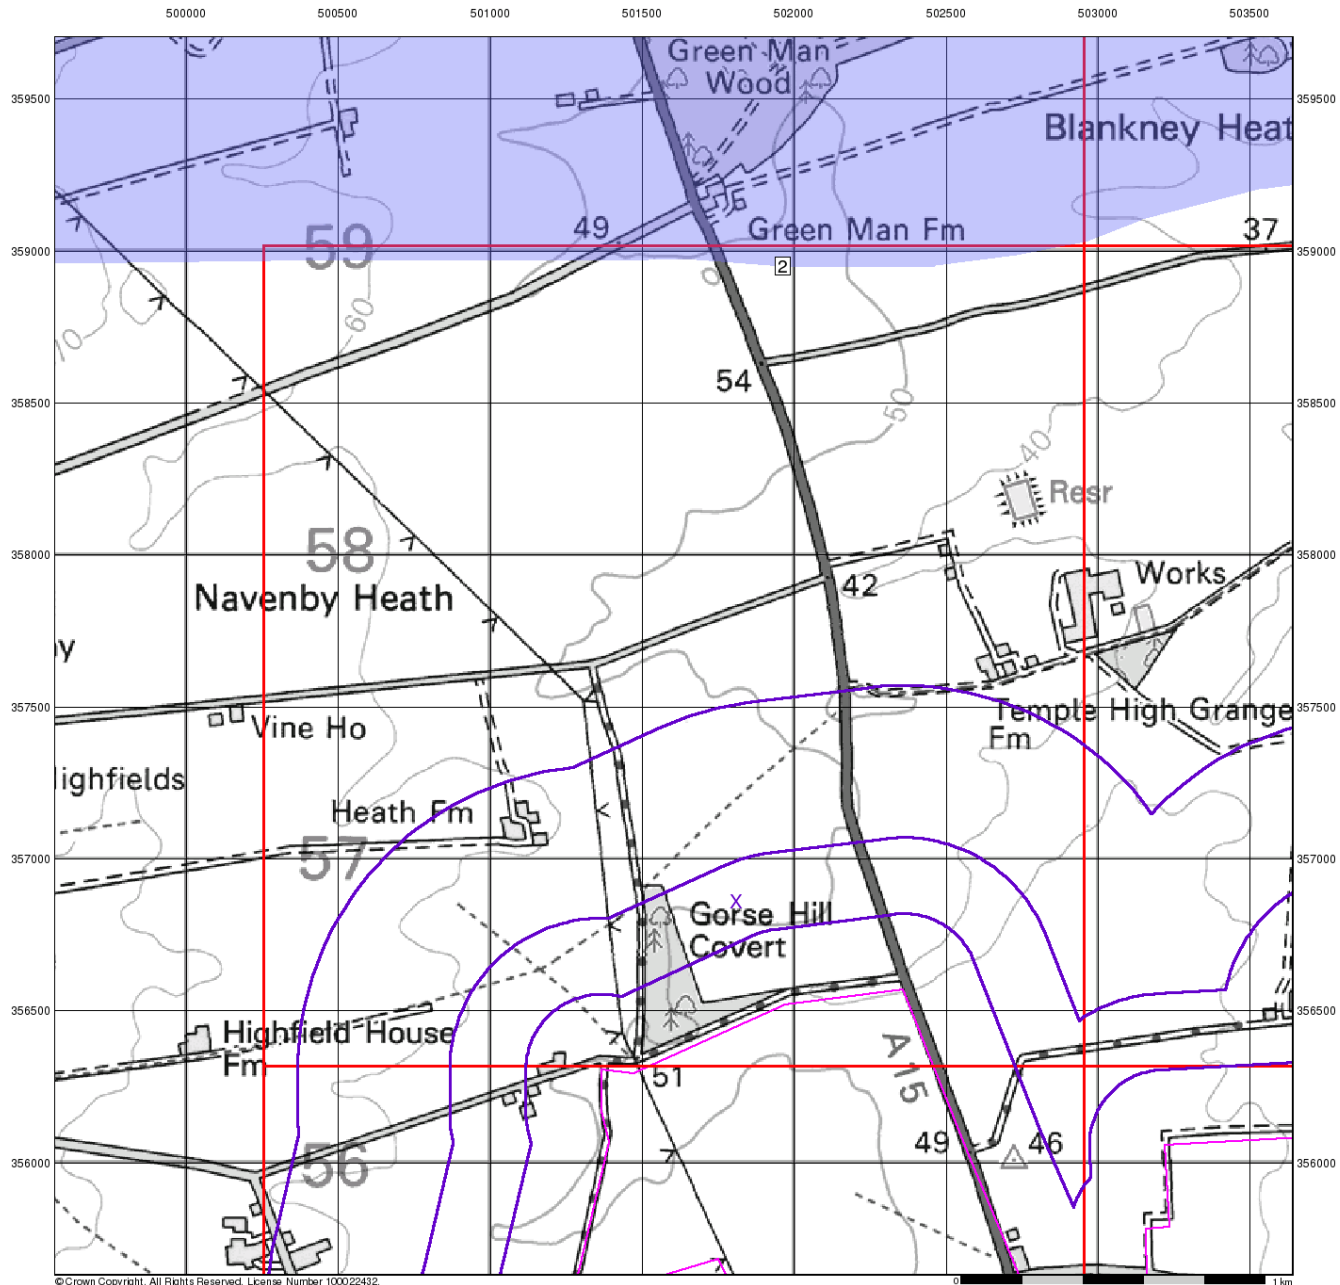 500000 500500 501000 501500 502000 502500 503000 503500
Green Man
Wood
359500 359500
Blankney Heat
49
Green Man Fm
59
37
359000 359000
2
0
60
10
54
358500 358500
50
40
Resr
58
358000 358000
Works
42
Navenby Heath
y
357500 357500
Vine Ho
Temple High Grange
Fm
ighfields
Heath Fm
57
357000 357000
X
Gorse Hill
Covert
356500 356500
Highfield House
Fm
51
A15
49
46
56
356000 356000
© Crown Copyright. All Rights Reserved. License Number 100022432.
0 1 km